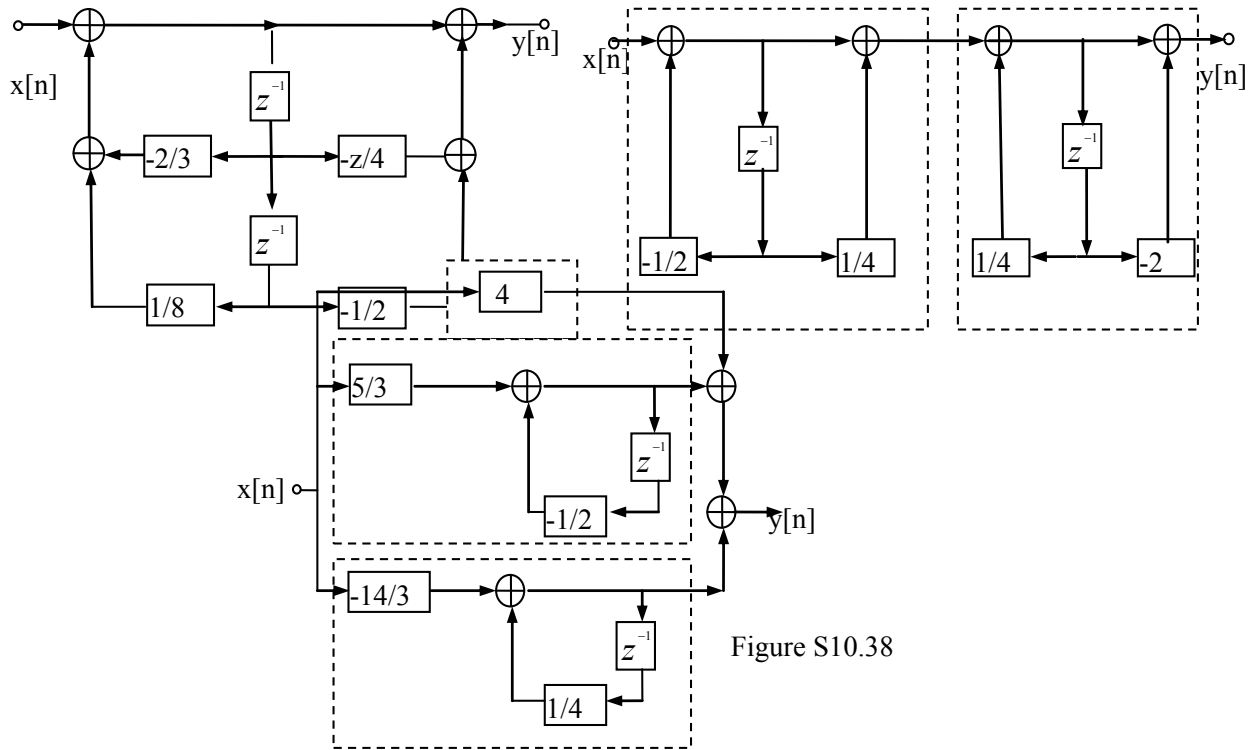 x[n]
z⁻¹
y[n]
-2/3
-z/4
z⁻¹
1/8
-1/2
x[n]
z⁻¹
-1/2
1/4
z⁻¹
1/4
-2
y[n]
4
5/3
z⁻¹
-1/2
x[n]
y[n]
-14/3
z⁻¹
1/4
Figure S10.38